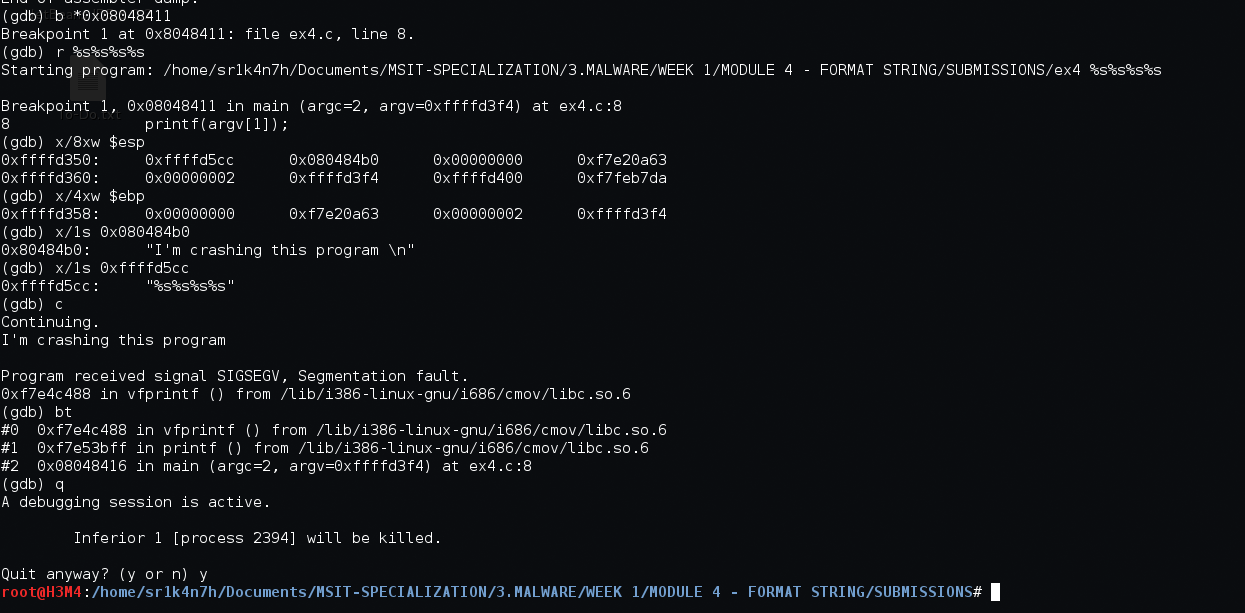 End of assembler dump.
(gdb) b *0x08048411
Breakpoint 1 at 0x8048411: file ex4.c, line 8.
(gdb) r %s%s%s%s
Starting program: /home/sr1k4n7h/Documents/MSIT-SPECIALIZATION/3.MALWARE/WEEK 1/MODULE 4 - FORMAT STRING/SUBMISSIONS/ex4 %s%s%s%s
Breakpoint 1, 0x08048411 in main (argc=2, argv=0xffffd3f4) at ex4.c:8
To-Do.txt
8               printf(argv[1]);
(gdb) x/8xw $esp
0xffffd350:     0xffffd5cc      0x080484b0      0x00000000      0xf7e20a63
0xffffd360:     0x00000002      0xffffd3f4      0xffffd400      0xf7feb7da
(gdb) x/4xw $ebp
0xffffd358:     0x00000000      0xf7e20a63      0x00000002      0xffffd3f4
(gdb) x/1s 0x080484b0
0x80484b0:      "I'm crashing this program \n"
(gdb) x/1s 0xffffd5cc
0xffffd5cc:     "%s%s%s%s"
(gdb) c
Continuing.
I'm crashing this program
Program received signal SIGSEGV, Segmentation fault.
0xf7e4c488 in vfprintf () from /lib/i386-linux-gnu/i686/cmov/libc.so.6
(gdb) bt
#0  0xf7e4c488 in vfprintf () from /lib/i386-linux-gnu/i686/cmov/libc.so.6
#1  0xf7e53bff in printf () from /lib/i386-linux-gnu/i686/cmov/libc.so.6
#2  0x08048416 in main (argc=2, argv=0xffffd3f4) at ex4.c:8
(gdb) q
A debugging session is active.
        Inferior 1 [process 2394] will be killed.
Quit anyway? (y or n) y
root@H3M4:/home/sr1k4n7h/Documents/MSIT-SPECIALIZATION/3.MALWARE/WEEK 1/MODULE 4 - FORMAT STRING/SUBMISSIONS#